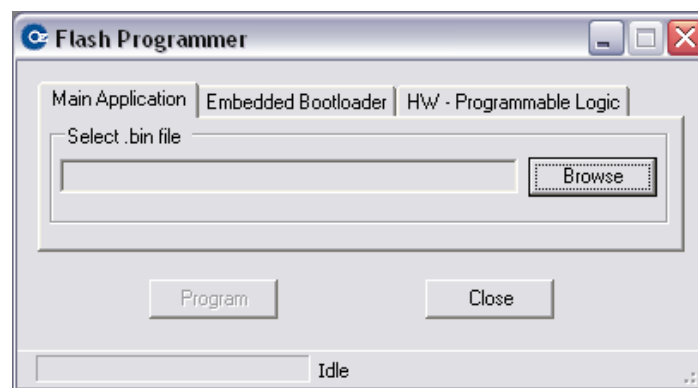 Flash Programmer
Main Application Embedded Bootloader HW - Programmable Logic
Select .bin file
Browse
Program Close
Idle